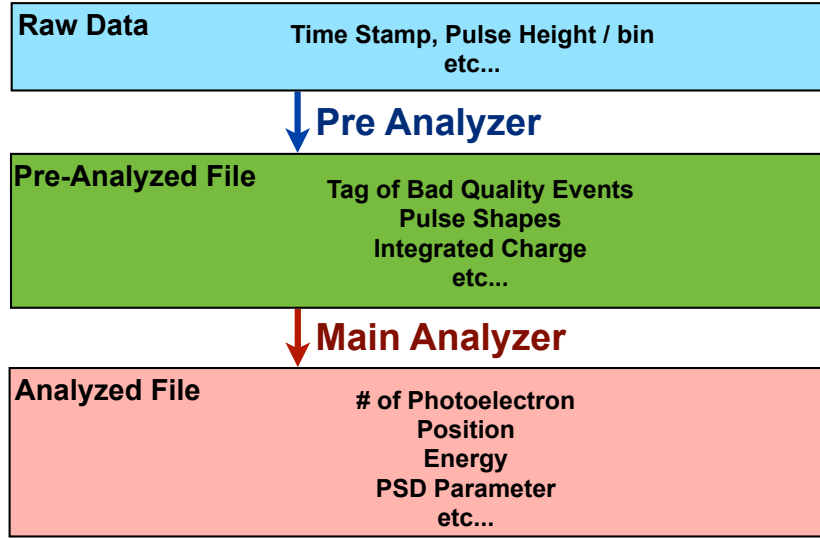 Raw Data
Time Stamp, Pulse Height / bin
etc...
Pre Analyzer
Pre-Analyzed File
Tag of Bad Quality Events
Pulse Shapes
Integrated Charge
etc...
Main Analyzer
Analyzed File
# of Photoelectron
Position
Energy
PSD Parameter
etc...